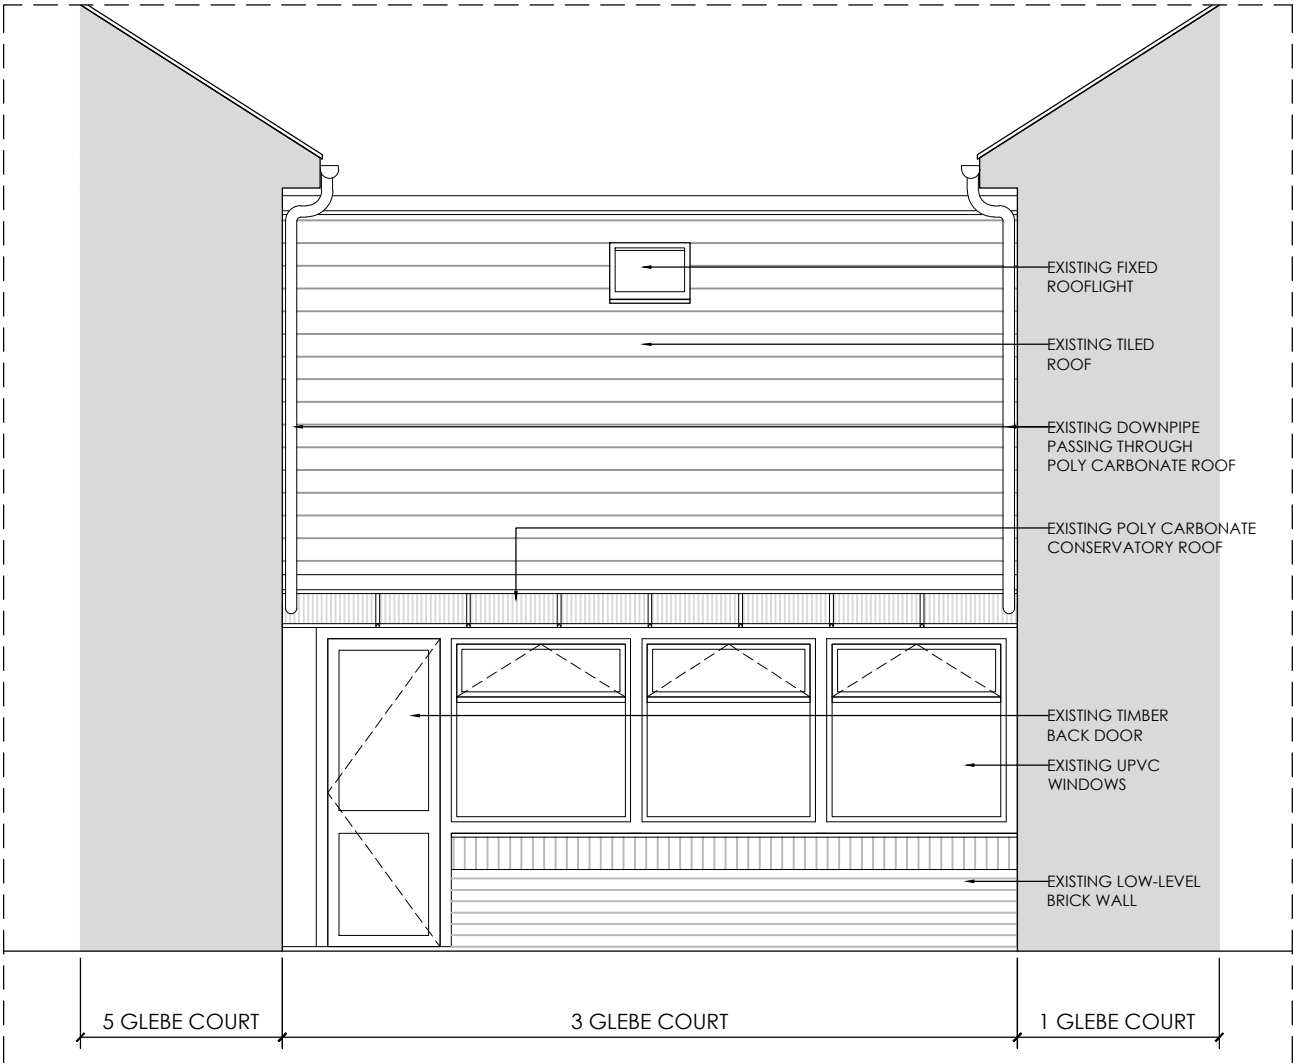 EXISTING FIXED
ROOFLIGHT
EXISTING TILED
ROOF
EXISTING DOWNPIPE
PASSING THROUGH
POLY CARBONATE ROOF
EXISTING POLY CARBONATE
CONSERVATORY ROOF
EXISTING TIMBER
BACK DOOR
EXISTING UPVC
WINDOWS
EXISTING LOW-LEVEL
BRICK WALL
5 GLEBE COURT
3 GLEBE COURT
1 GLEBE COURT